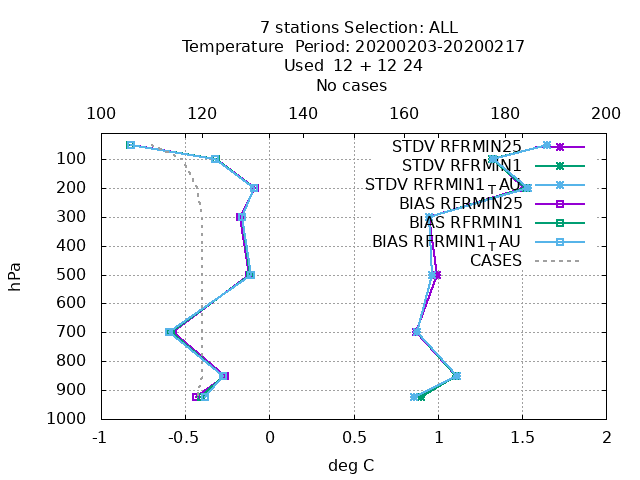 7 stations Selection: ALL
Temperature Period: 20200203-20200217
Used 12 + 12 24
No cases
100 120 140 160 180 200
STDV RFRMIN25
STDV RFRMIN1
STDV RFRMIN1_TAU
BIAS RFRMIN25
BIAS RFRMIN1
BIAS RFRMIN1_TAU
CASES
100
200
300
400
500
600
700
800
900
1000
hPa
-1 -0.5 0 0.5 1 1.5 2
deg C